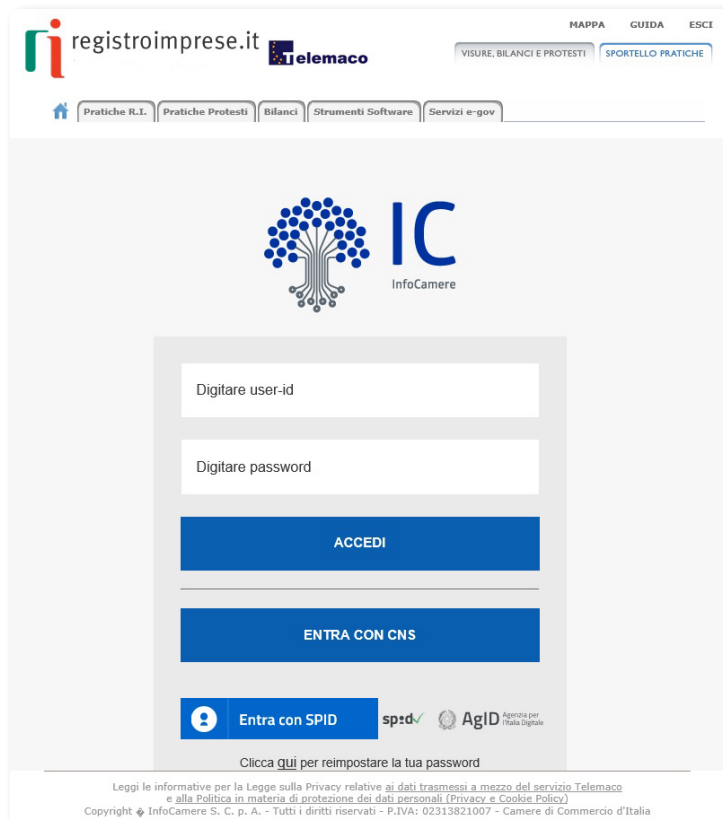 MAPPA GUIDA ESCI
registroimprese.it
Telemaco
VISURE, BILANCI E PROTESTI SPORTELLO PRATICHE
Pratiche R.I. Pratiche Protesti Bilanci Strumenti Software Servizi e-gov
IC
InfoCamere
Digitare user-id
Digitare password
ACCEDI
ENTRA CON CNS
Entra con SPID spid AgID Agenzia per
l'Italia Digitale
Clicca qui per reimpostare la tua password
Leggi le informative per la Legge sulla Privacy relative ai dati trasmessi a mezzo del servizio Telemaco
e alla Politica in materia di protezione dei dati personali (Privacy e Cookie Policy)
Copyright � InfoCamere S. C. p. A. - Tutti i diritti riservati - P.IVA: 02313821007 - Camere di Commercio d'Italia